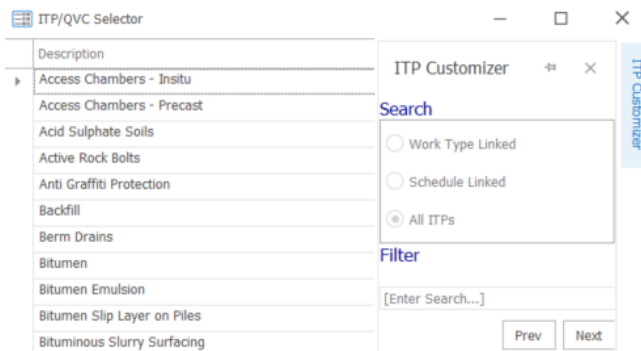 ITP/QVC Selector
Description
Access Chambers - Insitu
Access Chambers - Precast
Acid Sulphate Soils
Active Rock Bolts
Anti Graffiti Protection
Backfill
Berm Drains
Bitumen
Bitumen Emulsion
Bitumen Slip Layer on Piles
Bituminous Slurry Surfacing
ITP Customizer
Search
Work Type Linked
Schedule Linked
All ITPs
Filter
[Enter Search...]
Prev Next
ITP Customizer